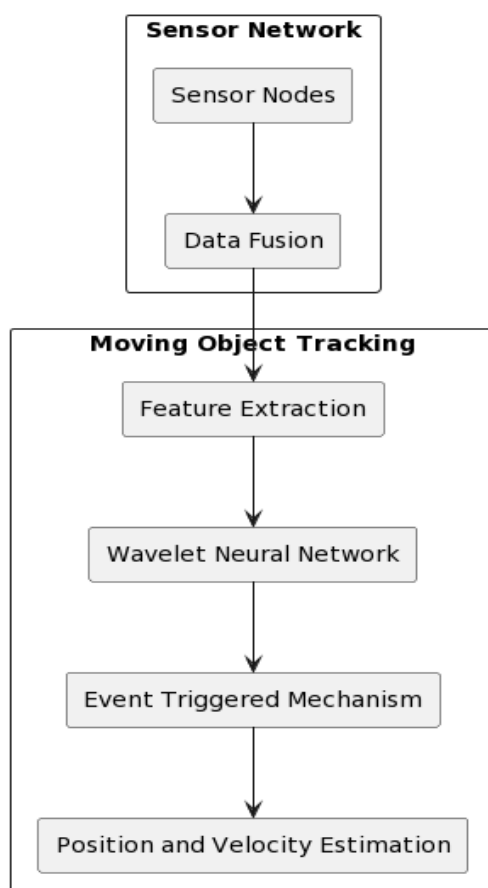 Sensor Network
Sensor Nodes
Data Fusion
Moving Object Tracking
Feature Extraction
Wavelet Neural Network
Event Triggered Mechanism
Position and Velocity Estimation